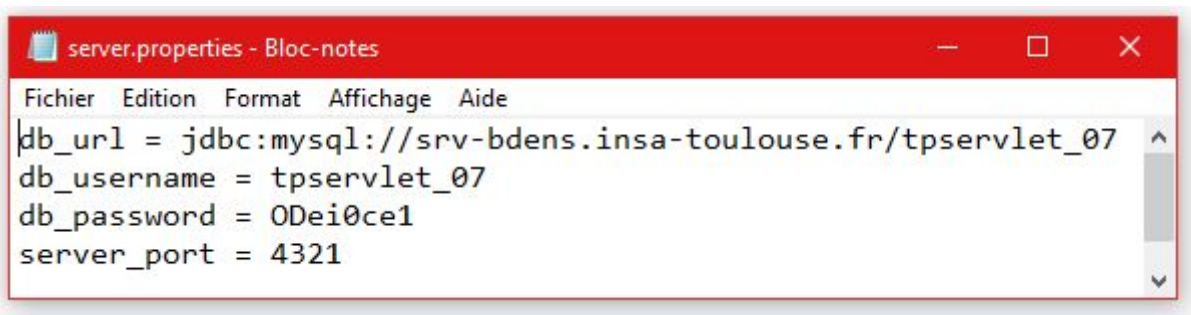 server.properties - Bloc-notes
Fichier Edition Format Affichage Aide
db_url = jdbc:mysql://srv-bdens.insa-toulouse.fr/tpservlet_07
db_username = tpservlet_07
db_password = ODei0ce1
server_port = 4321